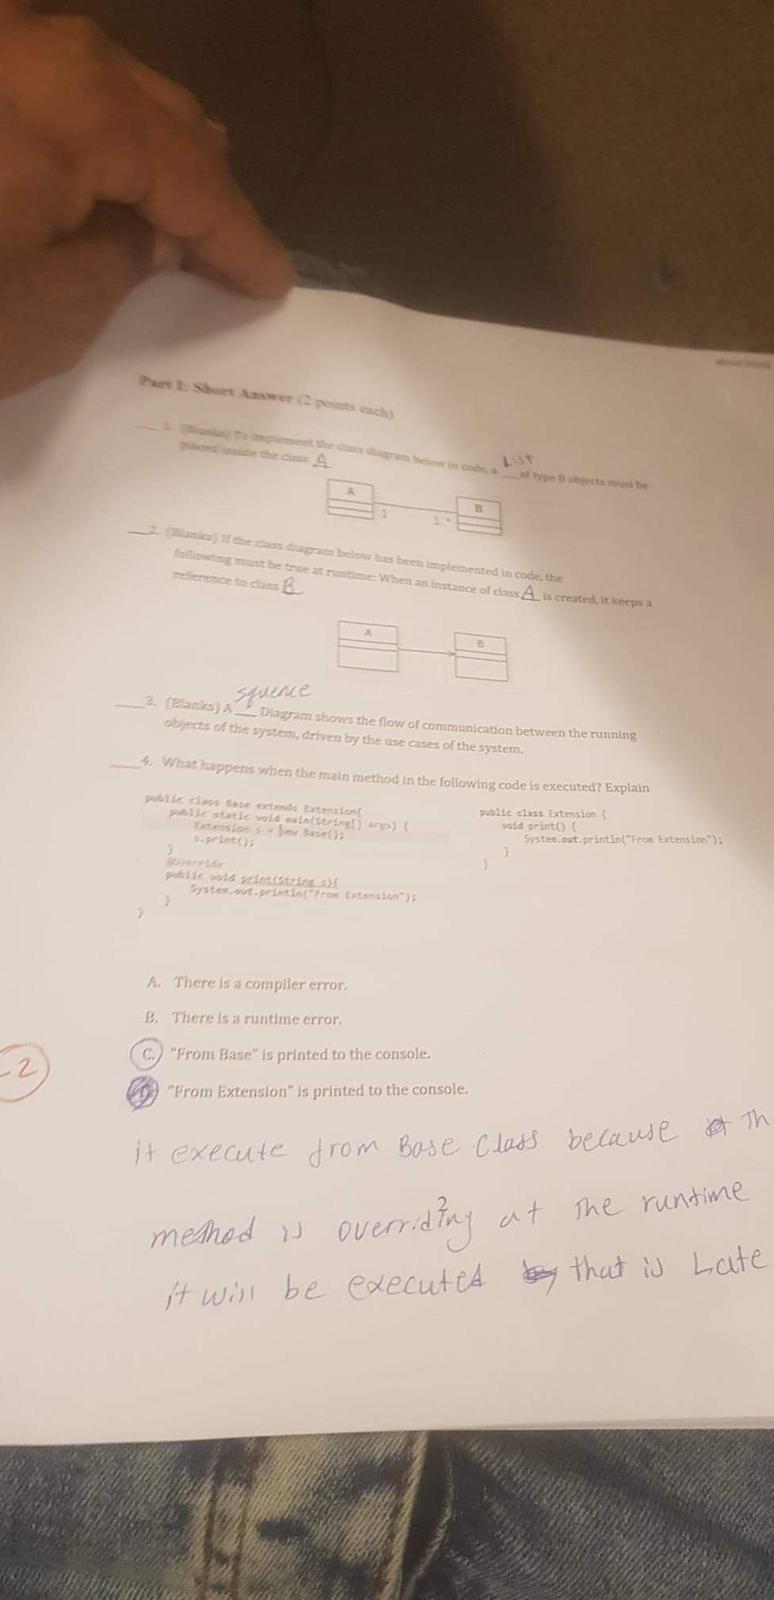 Part I: Short Answer (2 points each)
1. (Blanks) To implement the class diagram below in code, a List of type B objects must be
placed inside the class A
A
B
1
1..*
2. (Blanks) If the class diagram below has been implemented in code, the
following must be true at runtime: When an instance of class A is created, it keeps a
reference to class B
A
B
3. (Blanks) A squence Diagram shows the flow of communication between the running
objects of the system, driven by the use cases of the system.
4. What happens when the main method in the following code is executed? Explain
public class Base extends Extension{
public static void main(String[] args) {
Extension s = new Base();
s.print();
}
@Override
public void print(String s){
System.out.println("From Extension");
}
}
public class Extension {
void print() {
System.out.println("From Extension");
}
}
A. There is a compiler error.
B. There is a runtime error.
C. "From Base" is printed to the console.
"From Extension" is printed to the console.
-2
it execute from Base Class because Th
method is overriding at the runtime
?
it will be executed that is Late